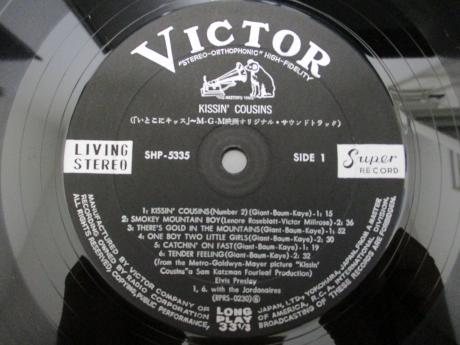 VICTOR
"STEREO-ORTHOPHONIC" HIGH-FIDELITY
"HIS MASTER'S VOICE"
KISSIN' COUSINS
(「いとこにキッス」〜M-G-M映画オリジナル・サウンドトラック)
LIVING STEREO
SHP-5335
SIDE 1
Super RECORD
1: KISSIN' COUSINS(Number 2)(Giant-Baum-Kaye)-1: 15
2: SMOKEY MOUNTAIN BOY(Lenore Rosenblatt-Victor Millrose)-2: 36
3: THERE'S GOLD IN THE MOUNTAINS(Giant-Baum-Kaye)-1: 52
4: ONE BOY TWO LITTLE GIRLS(Giant-Baum-Kaye)-2: 32
5: CATCHIN' ON FAST(Giant-Baum-Kaye)-1: 19
6: TENDER FEELING(Giant-Baum-Kaye)-2: 30
(From the Metro-Goldwyn-Mayer picture "Kissin'
Cousins"a Sam Katzman Fourleaf Production)
Elvis Presley
1, 6. with the Jordanaires
(RPRS-0230)⑥
LONG PLAY 33⅓
MANUFACTURED BY VICTOR COMPANY OF JAPAN, LTD., YOKOHAMA, JAPAN FROM A MASTER
RECORDING OF RADIO CORPORATION OF AMERICA, R.C.A. INTERNATIONAL DIVISION.
ALL RIGHTS RESERVED. COPYING, PUBLIC PERFORMANCE, BROADCASTING OF THESE RECORDS ARE FORBIDDEN.